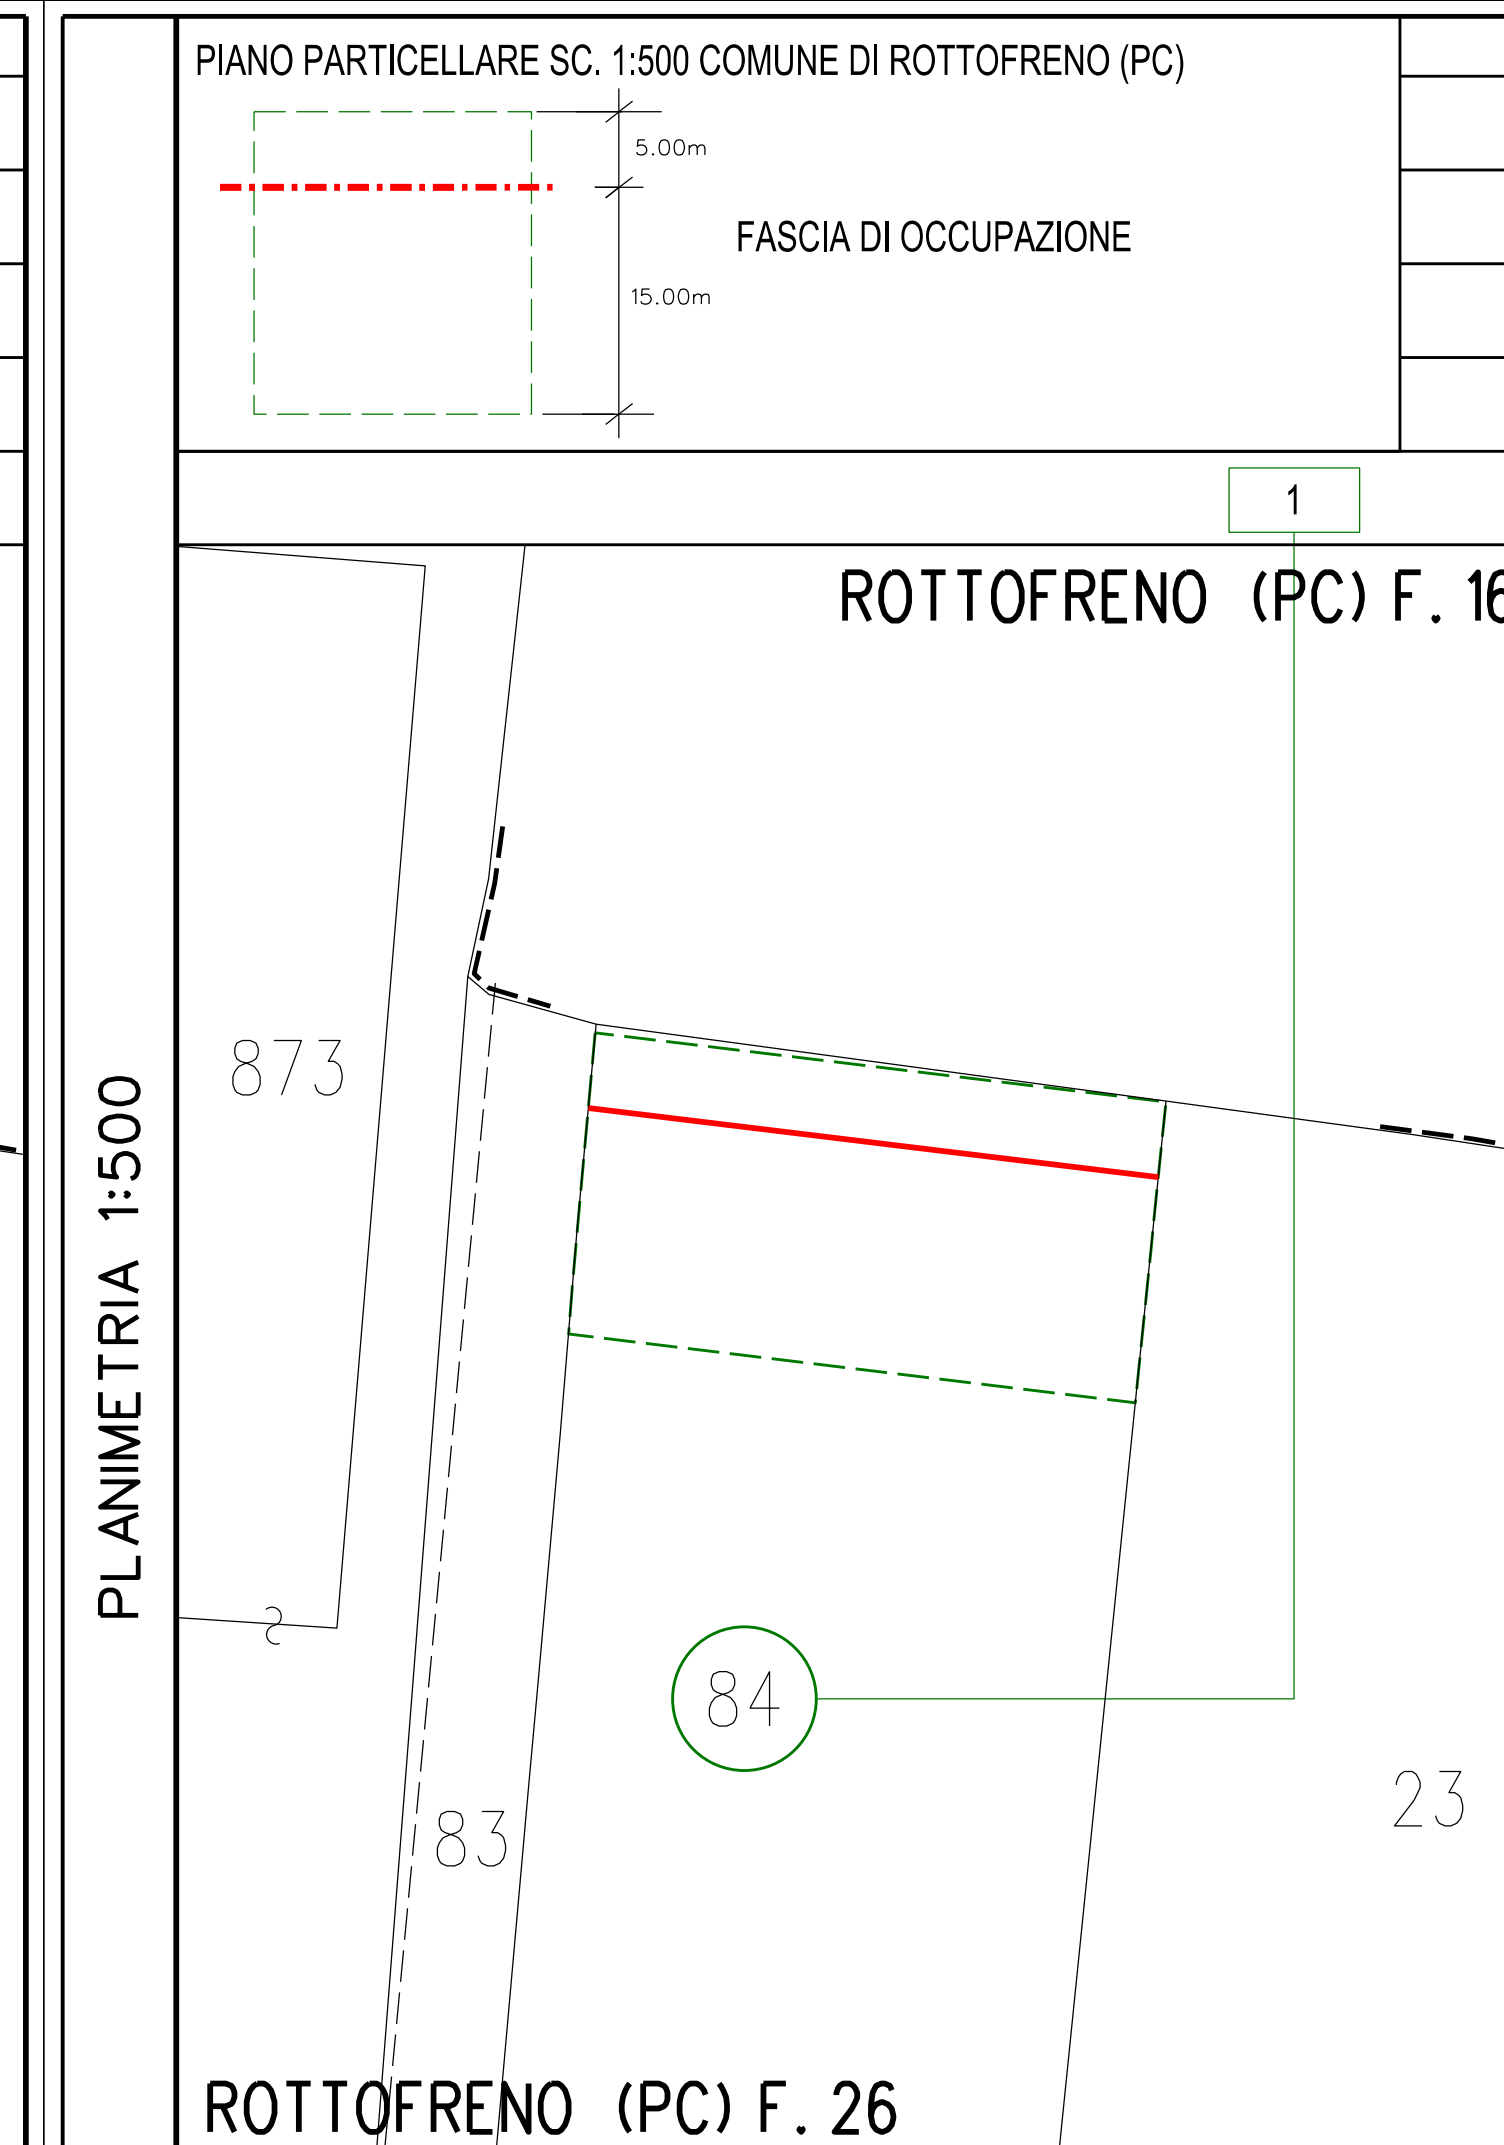 PIANO PARTICELLARE SC. 1:500 COMUNE DI ROTTOFRENO (PC)
5.00m
FASCIA DI OCCUPAZIONE
15.00m
1
ROTTOFRENO (PC) F. 16
873
PLANIMETRIA 1:500
84
23
83
ROTTOFRENO (PC) F. 26